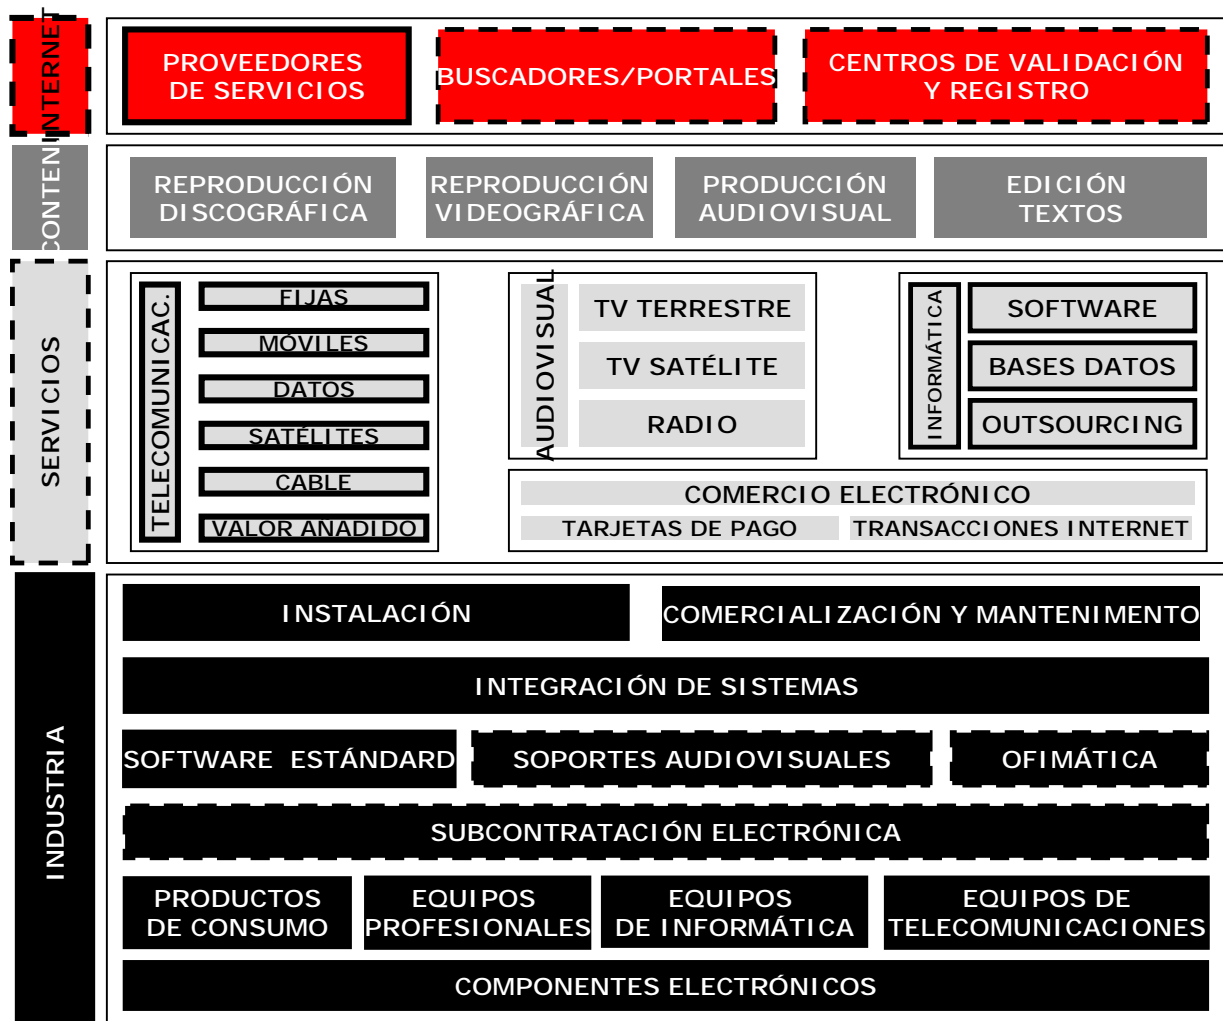 INTERNET
PROVEEDORES
DE SERVICIOS
BUSCADORES/PORTALES
CENTROS DE VALIDACIÓN
Y REGISTRO
CONTEN
REPRODUCCIÓN
DISCOGRÁFICA
REPRODUCCIÓN
VIDEOGRÁFICA
PRODUCCIÓN
AUDIOVISUAL
EDICIÓN
TEXTOS
SERVICIOS
TELECOMUNICAC.
FIJAS
MÓVILES
DATOS
SATÉLITES
CABLE
VALOR AÑADIDO
AUDIOVISUAL
TV TERRESTRE
TV SATÉLITE
RADIO
INFORMÁTICA
SOFTWARE
BASES DATOS
OUTSOURCING
COMERCIO ELECTRÓNICO
TARJETAS DE PAGO
TRANSACCIONES INTERNET
INDUSTRIA
INSTALACIÓN
COMERCIALIZACIÓN Y MANTENIMENTO
INTEGRACIÓN DE SISTEMAS
SOFTWARE ESTÁNDARD
SOPORTES AUDIOVISUALES
OFIMÁTICA
SUBCONTRATACIÓN ELECTRÓNICA
PRODUCTOS
DE CONSUMO
EQUIPOS
PROFESIONALES
EQUIPOS
DE INFORMÁTICA
EQUIPOS DE
TELECOMUNICACIONES
COMPONENTES ELECTRÓNICOS